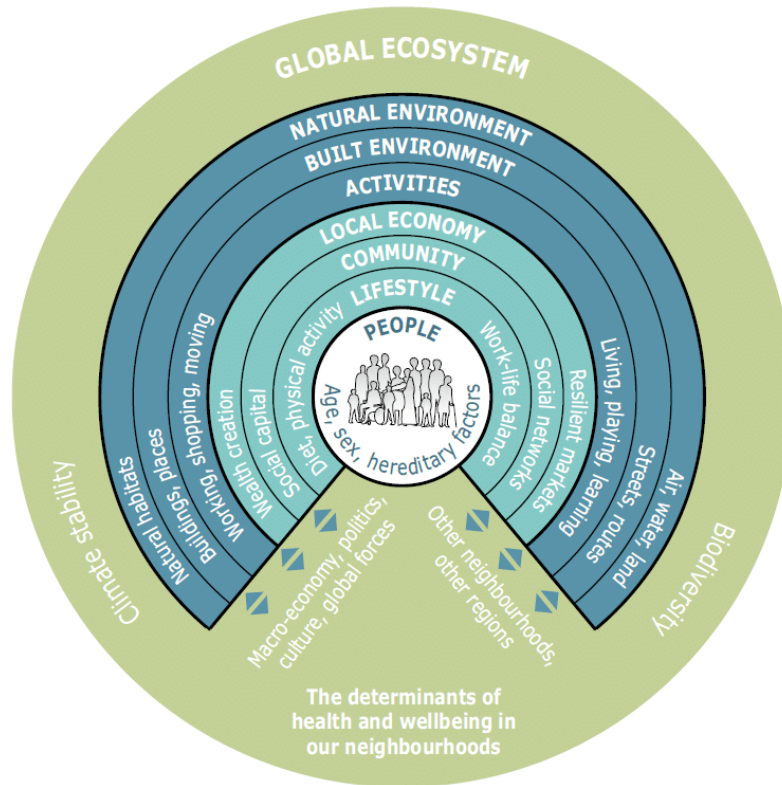 GLOBAL ECOSYSTEM
NATURAL ENVIRONMENT
BUILT ENVIRONMENT
ACTIVITIES
LOCAL ECONOMY
COMMUNITY
LIFESTYLE
PEOPLE
Age, sex, hereditary factors
Diet, physical activity
Social capital
Wealth creation
Working, shopping, moving
Buildings, places
Natural habitats
Climate stability
Work-life balance
Social networks
Resilient markets
Living, playing, learning
Streets, routes
Air, water, land
Biodiversity
Macro-economy, politics,
culture, global forces
Other neighbourhoods,
other regions
The determinants of
health and wellbeing in
our neighbourhoods